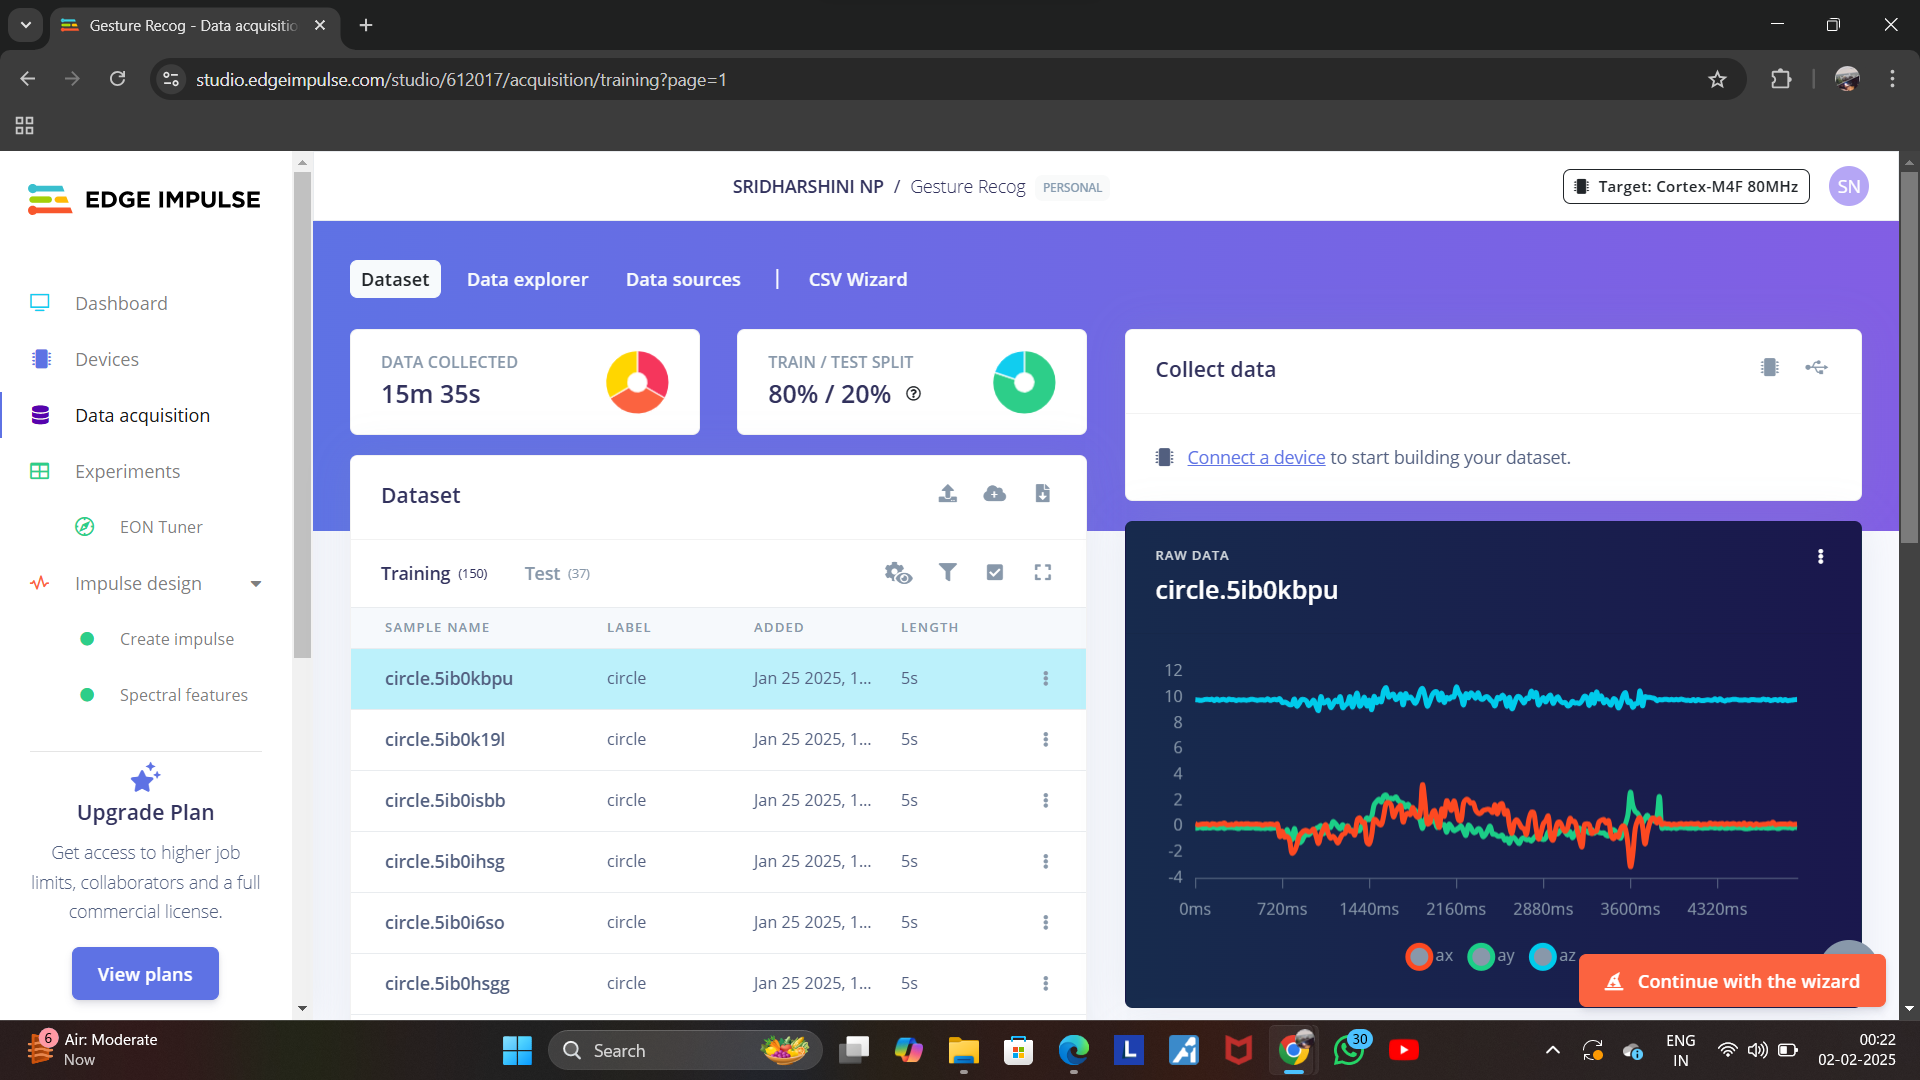 Gesture Recog - Data acquisitio
studio.edgeimpulse.com/studio/612017/acquisition/training?page=1
EDGE IMPULSE
Dashboard
Devices
Data acquisition
Experiments
EON Tuner
Impulse design
Create impulse
Spectral features
Upgrade Plan
Get access to higher job
limits, collaborators and a full
commercial license.
View plans
SRIDHARSHINI NP / Gesture Recog PERSONAL
Target: Cortex-M4F 80MHz
SN
Dataset Data explorer Data sources | CSV Wizard
DATA COLLECTED
15m 35s
TRAIN / TEST SPLIT
80% / 20%
Dataset
Training (150) Test (37)
SAMPLE NAME LABEL ADDED LENGTH
circle.5ib0kbpu circle Jan 25 2025, 1... 5s
circle.5ib0k19l circle Jan 25 2025, 1... 5s
circle.5ib0isbb circle Jan 25 2025, 1... 5s
circle.5ib0ihsg circle Jan 25 2025, 1... 5s
circle.5ib0i6so circle Jan 25 2025, 1... 5s
circle.5ib0hsgg circle Jan 25 2025, 1... 5s
Collect data
Connect a device to start building your dataset.
RAW DATA
circle.5ib0kbpu
12
10
8
6
4
2
0
-2
-4
0ms 720ms 1440ms 2160ms 2880ms 3600ms 4320ms
ax ay az
Continue with the wizard
6
Air: Moderate
Now
Search
L
30
ENG
IN
00:22
02-02-2025